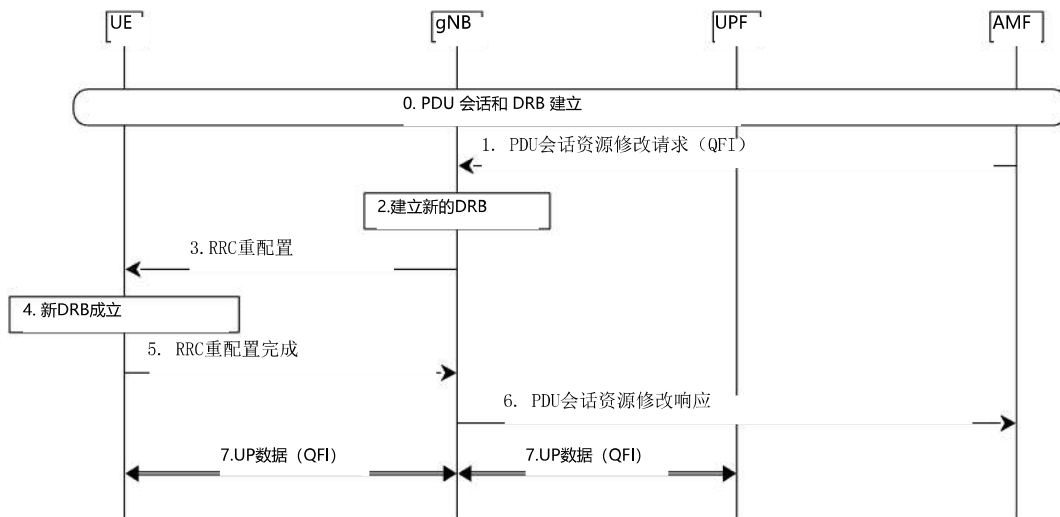 UE
gNB
UPF
AMF
0. PDU 会话和 DRB 建立
1. PDU会话资源修改请求（QFI）
2.建立新的DRB
3.RRC重配置
4. 新DRB成立
5. RRC重配置完成
6. PDU会话资源修改响应
7.UP数据（QFI）
7.UP数据（QFI）